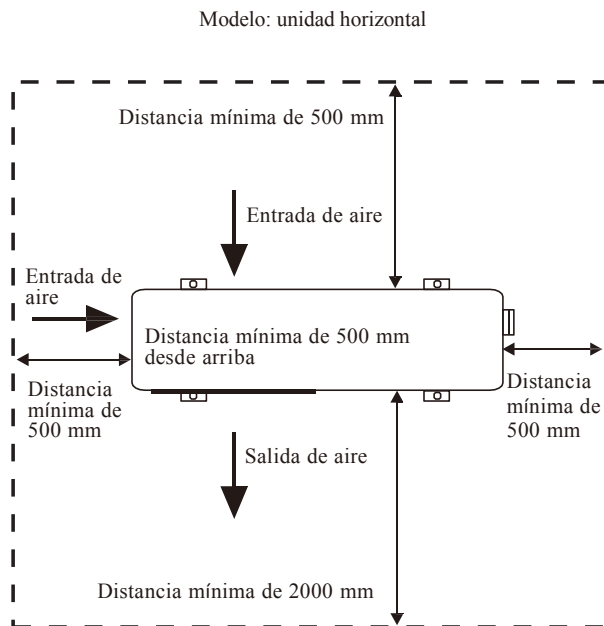 Modelo: unidad horizontal
Distancia mínima de 500 mm
Entrada de aire
Entrada de
aire
Distancia mínima de 500 mm
desde arriba
Distancia
mínima de
500 mm
Distancia
mínima de
500 mm
Salida de aire
Distancia mínima de 2000 mm